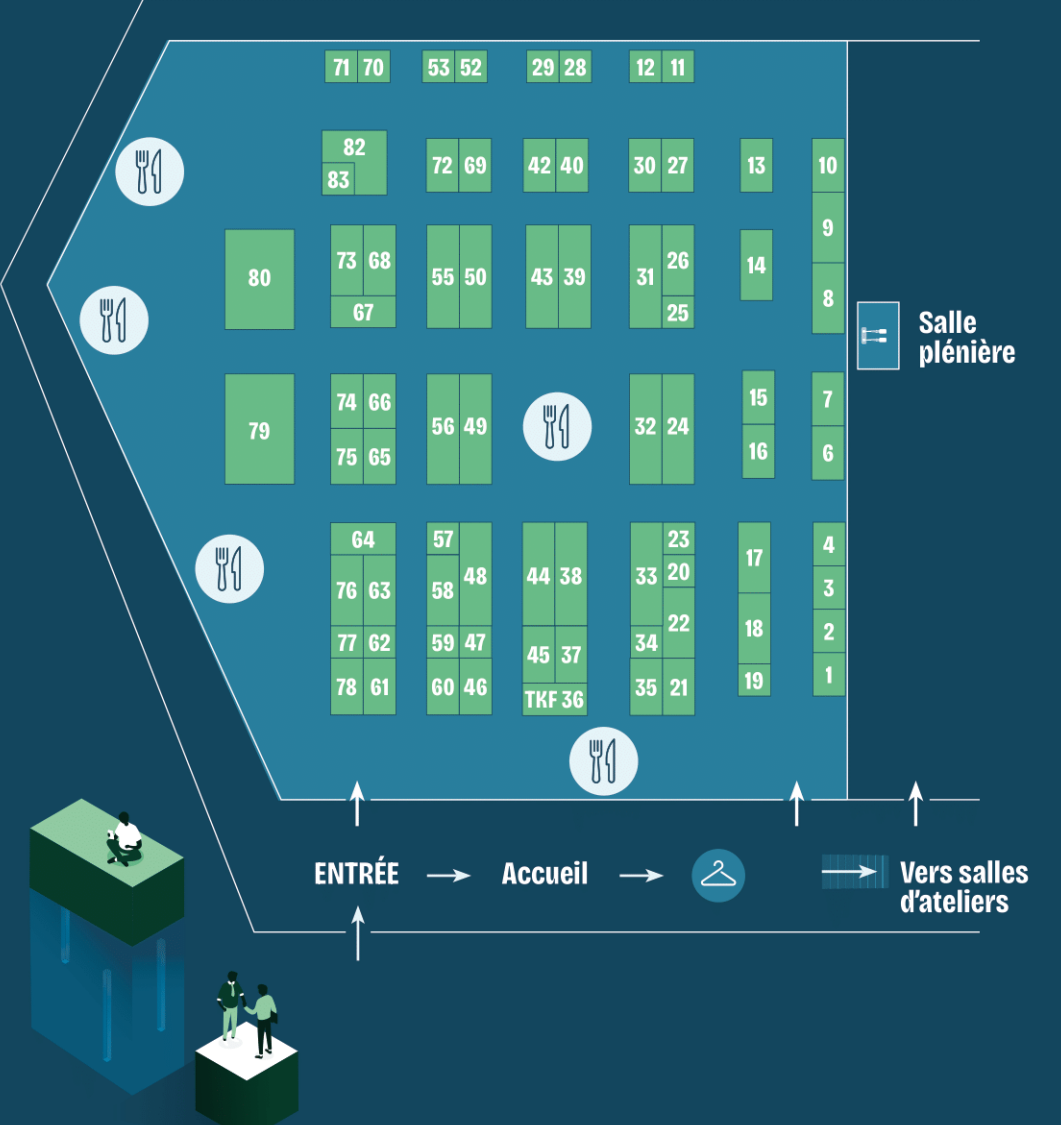 71 70 53 52 29 28 12 11
82
83 72 69 42 40 30 27 13 10
9
80 73 68 55 50 43 39 31 26 14 8
67 25
Salle
plénière
79 74 66 56 49 32 24 15 7
75 65 16 6
64 57 23 4
76 63 58 48 44 38 33 20 17 3
77 62 59 47 45 37 34 22 18 2
78 61 60 46 TKF 36 35 21 19 1
ENTRÉE Accueil
Vers salles
d'ateliers